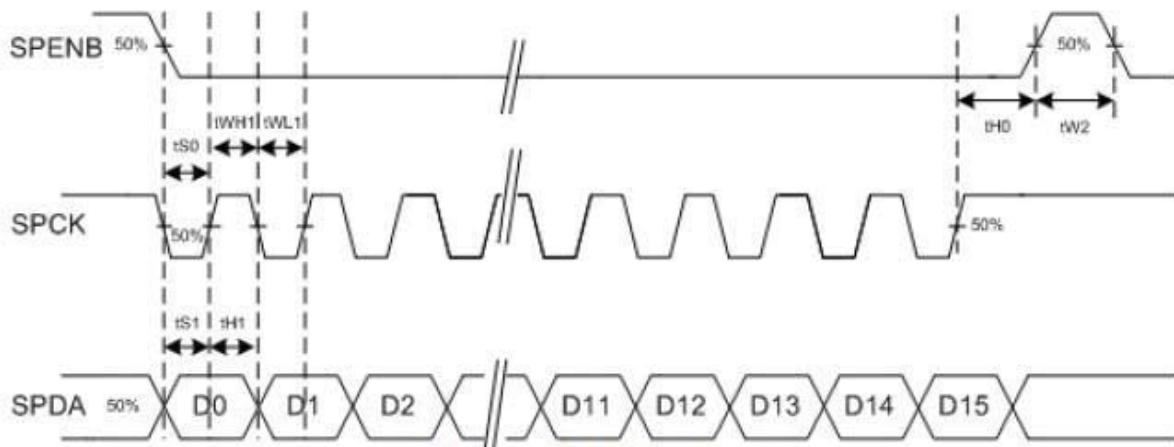 SPENB 50% 50%
tWH1 tWL1 tH0 tW2
tS0
SPCK 50% 50%
tS1 tH1
SPDA 50% D0 D1 D2 D11 D12 D13 D14 D15